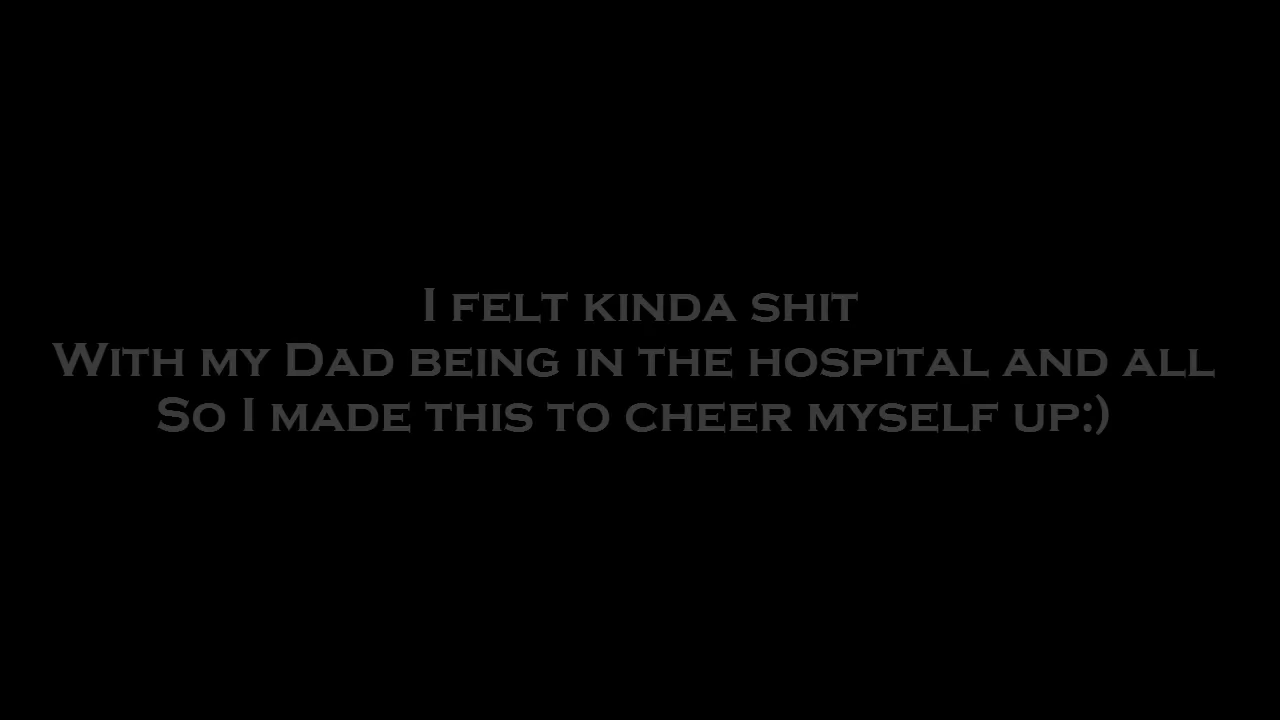 I felt kinda shit
With my Dad being in the hospital and all
So I made this to cheer myself up:)